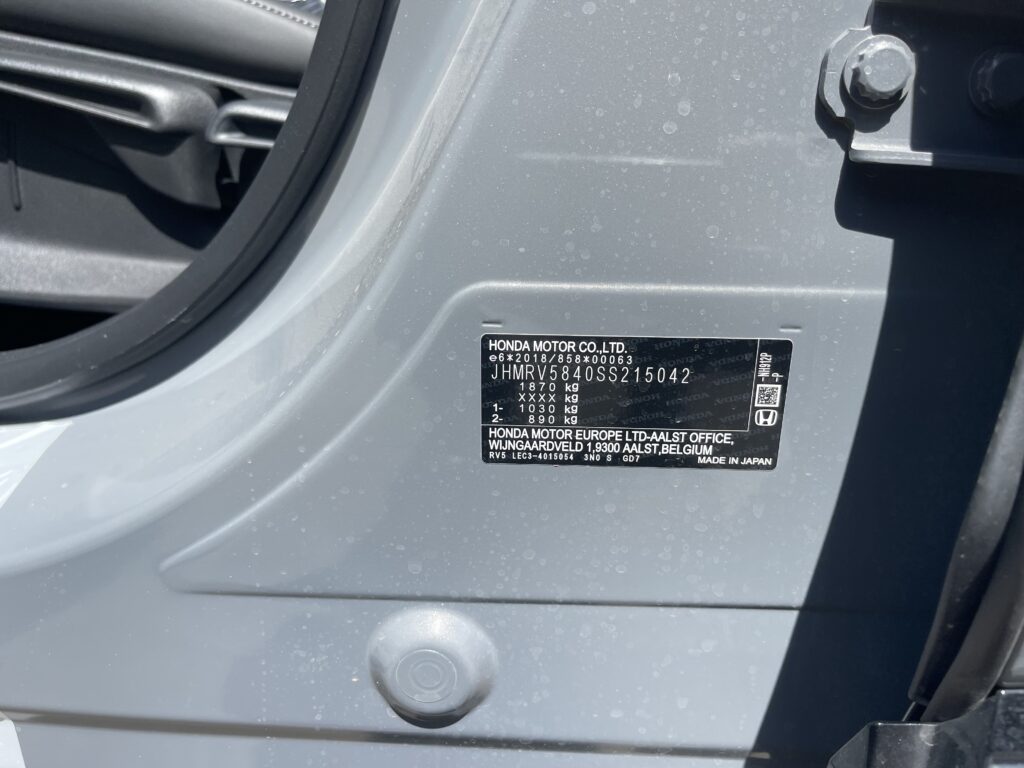 HONDA MOTOR CO.,LTD.
e6*2018/858*00063
JHMRV5840SS215042
1870 kg
XXXX kg
1- 1030 kg
2- 890 kg
HONDA MOTOR EUROPE LTD-AALST OFFICE,
WIJNGAARDVELD 1,9300 AALST,BELGIUM
RV5 LEC3-4015054 3N0 S GD7
MADE IN JAPAN
-NH912P
P